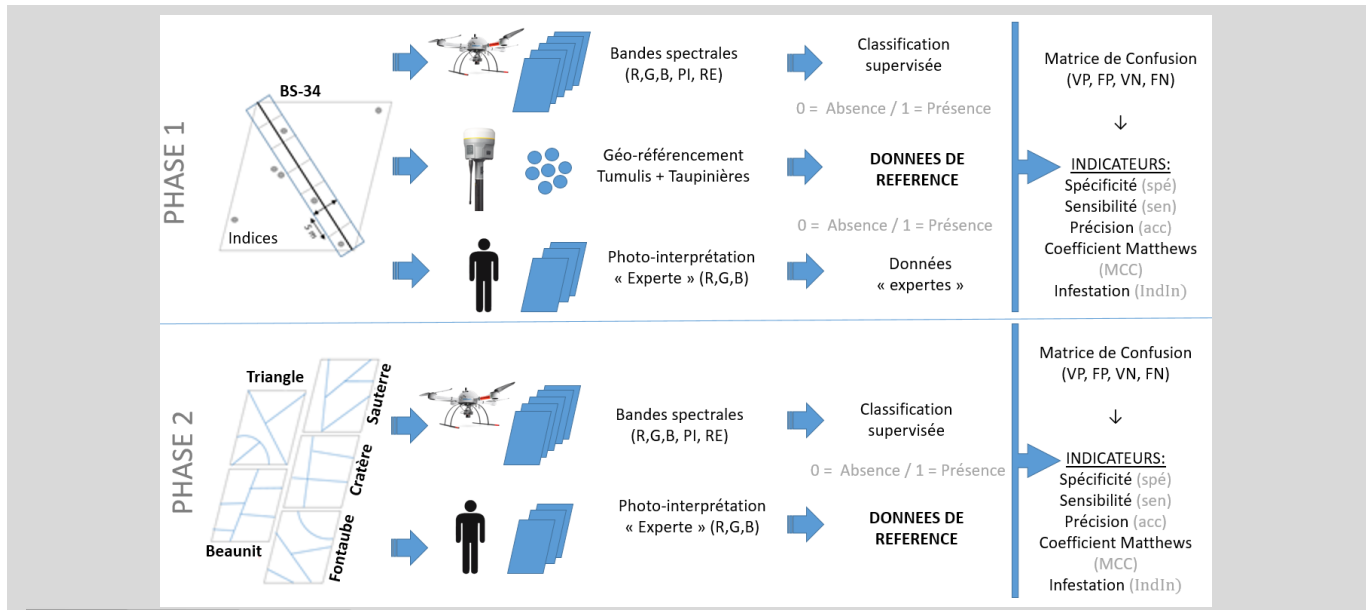 PHASE 1
BS-34
5 m
Indices
Bandes spectrales
(R,G,B, PI, RE)
Classification
supervisée
0 = Absence / 1 = Présence
Géo-référencement
Tumulis + Taupinières
DONNEES DE
REFERENCE
0 = Absence / 1 = Présence
Photo-interprétation
« Experte » (R,G,B)
Données
« expertes »
Matrice de Confusion
(VP, FP, VN, FN)
↓
INDICATEURS:
Spécificité (spé)
Sensibilité (sen)
Précision (acc)
Coefficient Matthews
(MCC)
Infestation (IndIn)
PHASE 2
Triangle
Sauterre
Cratère
Beaunit
Fontaube
Bandes spectrales
(R,G,B, PI, RE)
Classification
supervisée
0 = Absence / 1 = Présence
Photo-interprétation
« Experte » (R,G,B)
DONNEES DE
REFERENCE
Matrice de Confusion
(VP, FP, VN, FN)
↓
INDICATEURS:
Spécificité (spé)
Sensibilité (sen)
Précision (acc)
Coefficient Matthews
(MCC)
Infestation (IndIn)